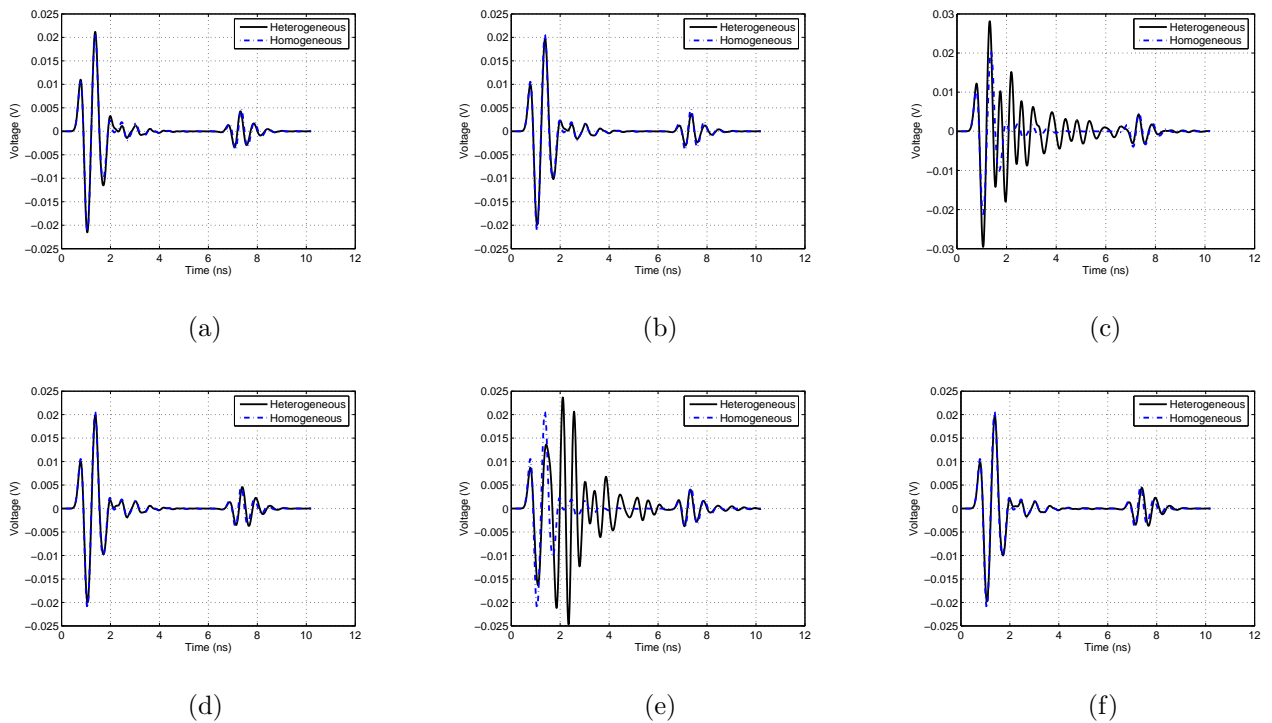 0.025
0.02
0.015
0.01
0.005
0
−0.005
−0.01
−0.015
−0.02
−0.025
Voltage (V)
0 2 4 6 8 10 12
Time (ns)
Heterogeneous
Homogeneous
(a)
0.025
0.02
0.015
0.01
0.005
0
−0.005
−0.01
−0.015
−0.02
−0.025
Voltage (V)
0 2 4 6 8 10 12
Time (ns)
Heterogeneous
Homogeneous
(b)
0.03
0.02
0.01
0
−0.01
−0.02
−0.03
Voltage (V)
0 2 4 6 8 10 12
Time (ns)
Heterogeneous
Homogeneous
(c)
0.025
0.02
0.015
0.01
0.005
0
−0.005
−0.01
−0.015
−0.02
−0.025
Voltage (V)
0 2 4 6 8 10 12
Time (ns)
Heterogeneous
Homogeneous
(d)
0.025
0.02
0.015
0.01
0.005
0
−0.005
−0.01
−0.015
−0.02
−0.025
Voltage (V)
0 2 4 6 8 10 12
Time (ns)
Heterogeneous
Homogeneous
(e)
0.025
0.02
0.015
0.01
0.005
0
−0.005
−0.01
−0.015
−0.02
−0.025
Voltage (V)
0 2 4 6 8 10 12
Time (ns)
Heterogeneous
Homogeneous
(f)